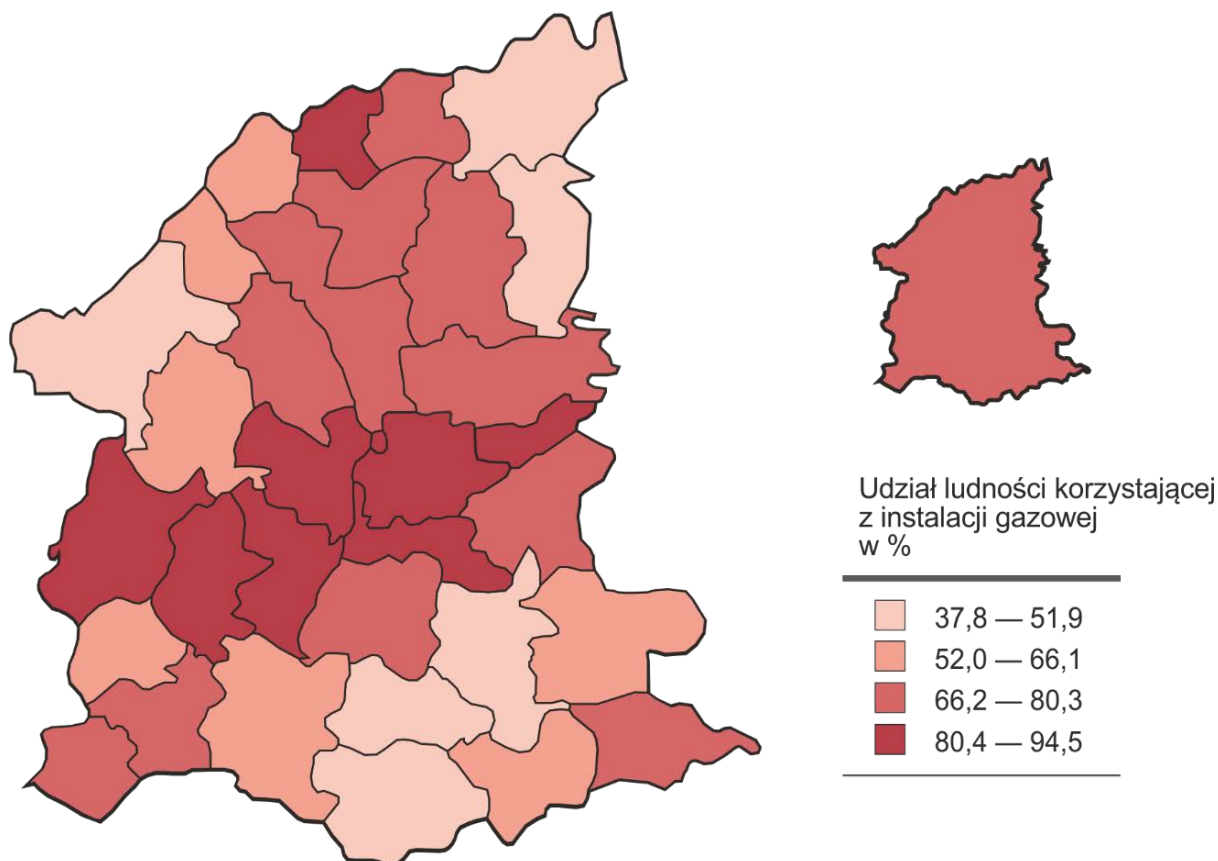 Udział ludności korzystającej
z instalacji gazowej
w %
37,8 — 51,9
52,0 — 66,1
66,2 — 80,3
80,4 — 94,5